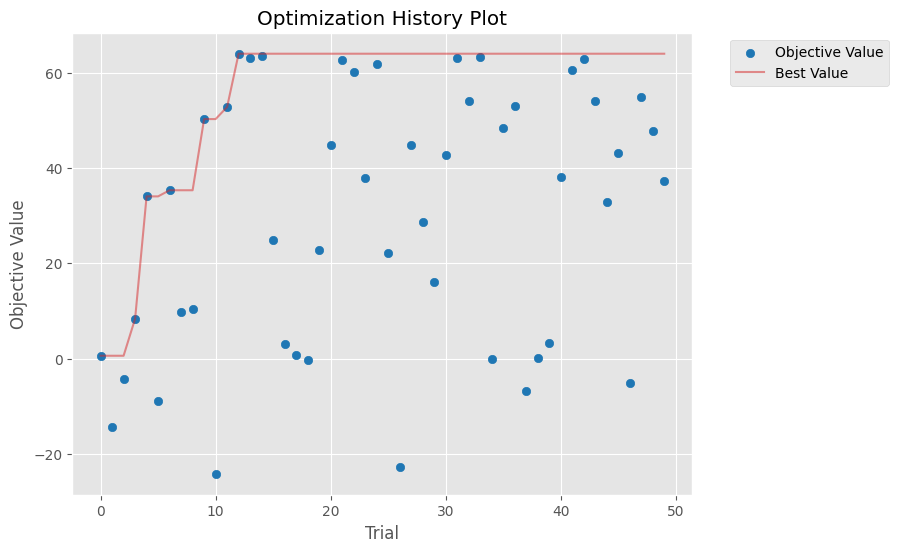 Optimization History Plot
Objective Value
Best Value
Objective Value
60
40
20
0
−20
0 10 20 30 40 50
Trial